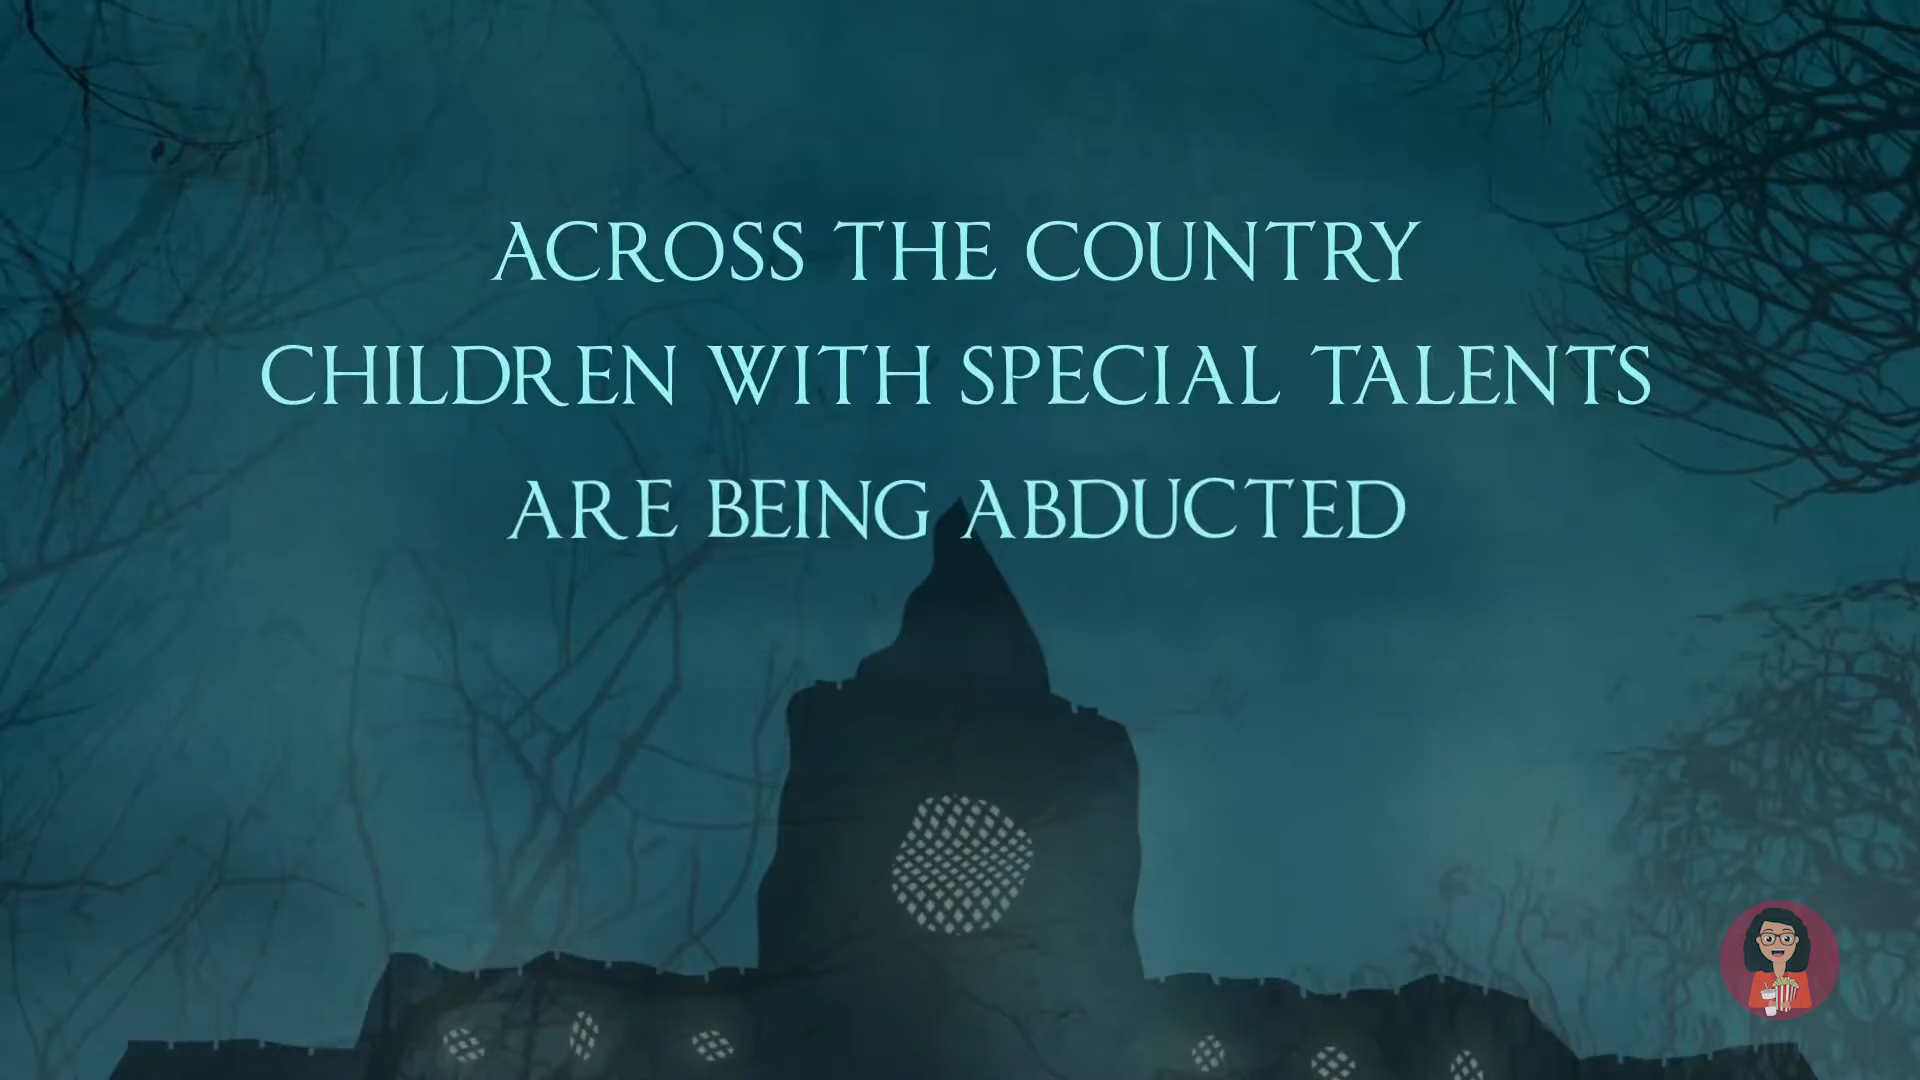 ACROSS THE COUNTRY
CHILDREN WITH SPECIAL TALENTS
ARE BEING ABDUCTED